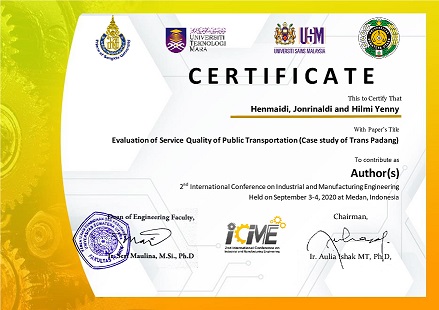 UNIVERSITI
TEKNOLOGI
MARA
USM
UNIVERSITI SAINS MALAYSIA
CERTIFICATE
This to Certify That
Henmaidi, Jonrinaldi and Hilmi Yenny
With Paper's Title
Evaluation of Service Quality of Public Transportation (Case study of Trans Padang)
To contribute as
Author(s)
2nd International Conference on Industrial and Manufacturing Engineering
Held on September 3-4, 2020 at Medan, Indonesia
Dean of Engineering Faculty,
Chairman,
ICME
2nd International Conference on
Industrial and Manufacturing Engineering
Ir. Seri Maulina, M.Si., Ph.D
Ir. Aulia Ishak MT, Ph.D,